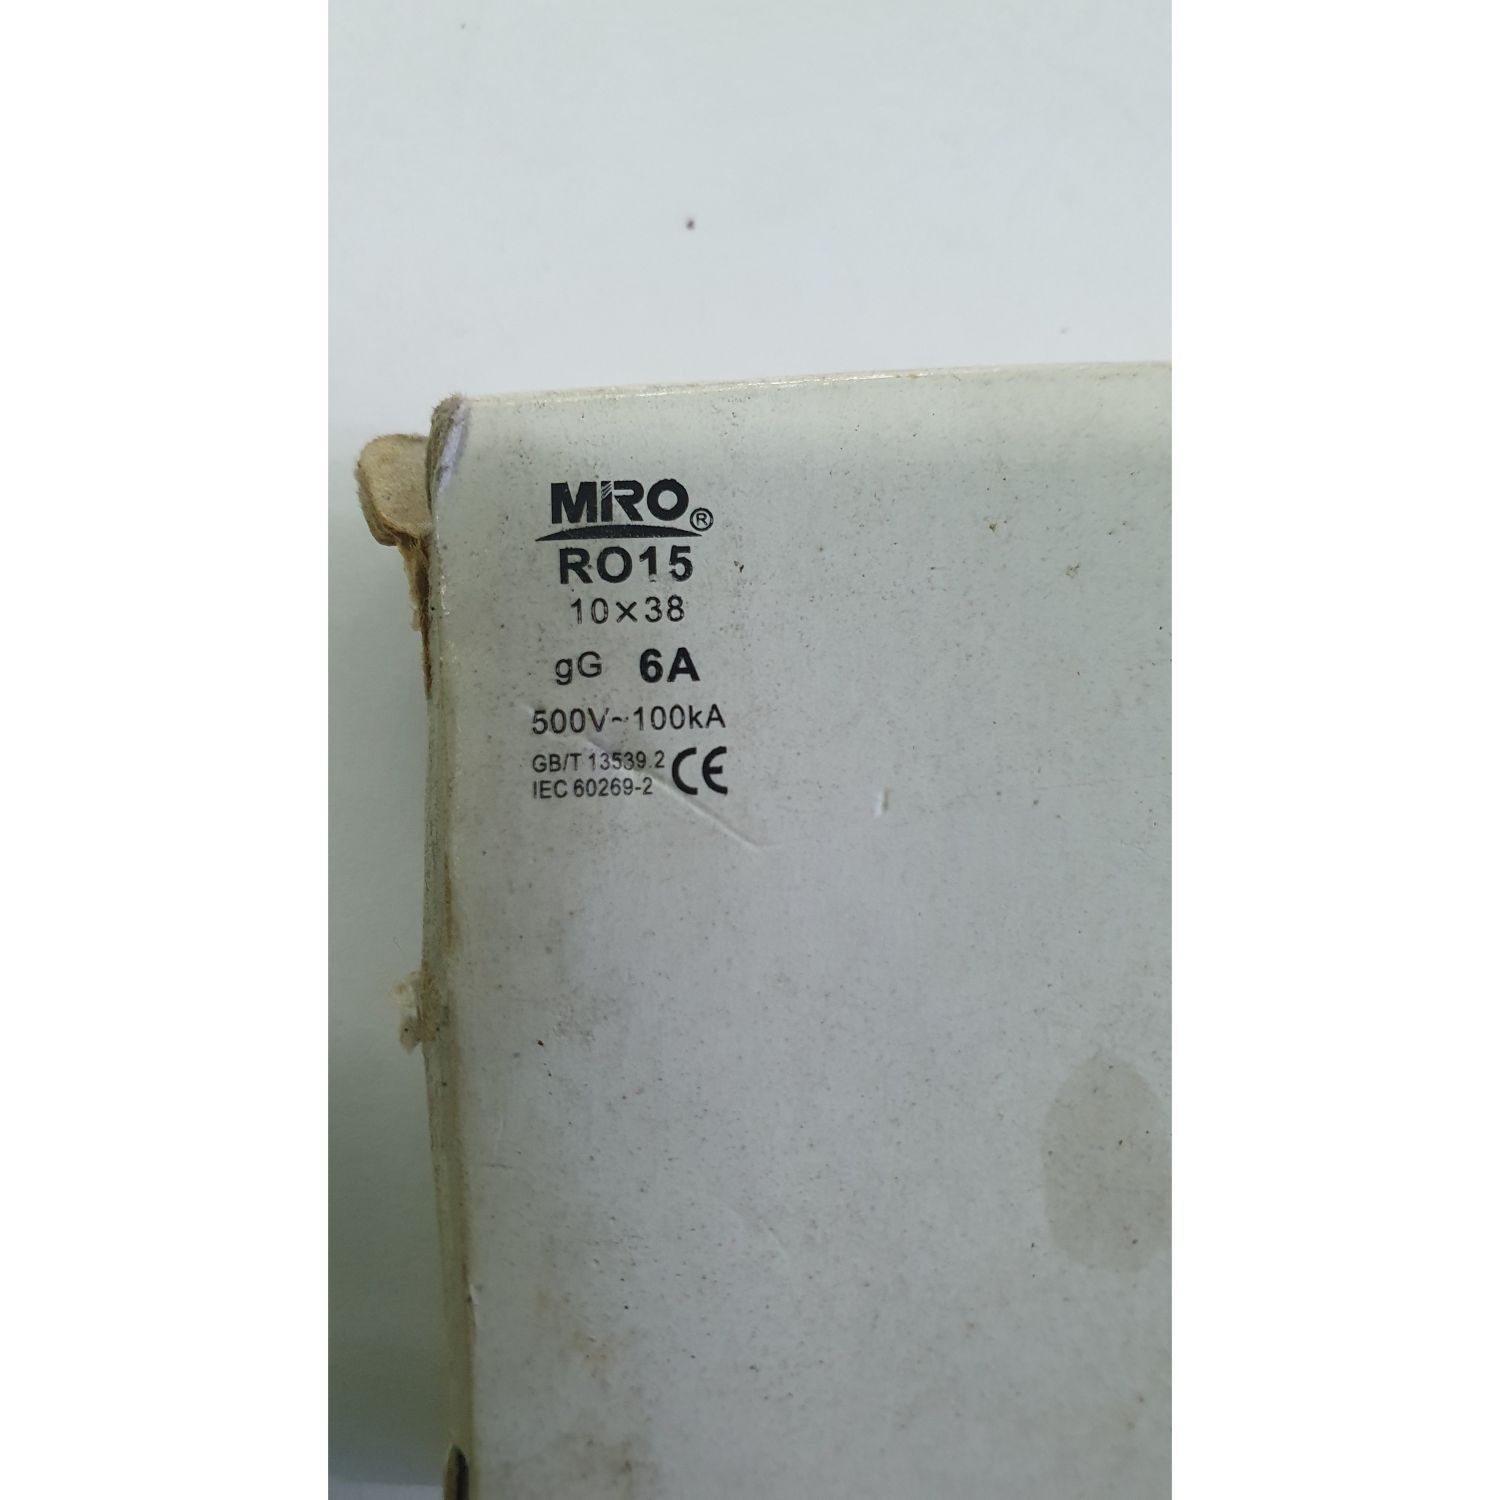 MIRO®
RO15
10×38
gG 6A
500V~100kA
GB/T 13539.2
IEC 60269-2 CE